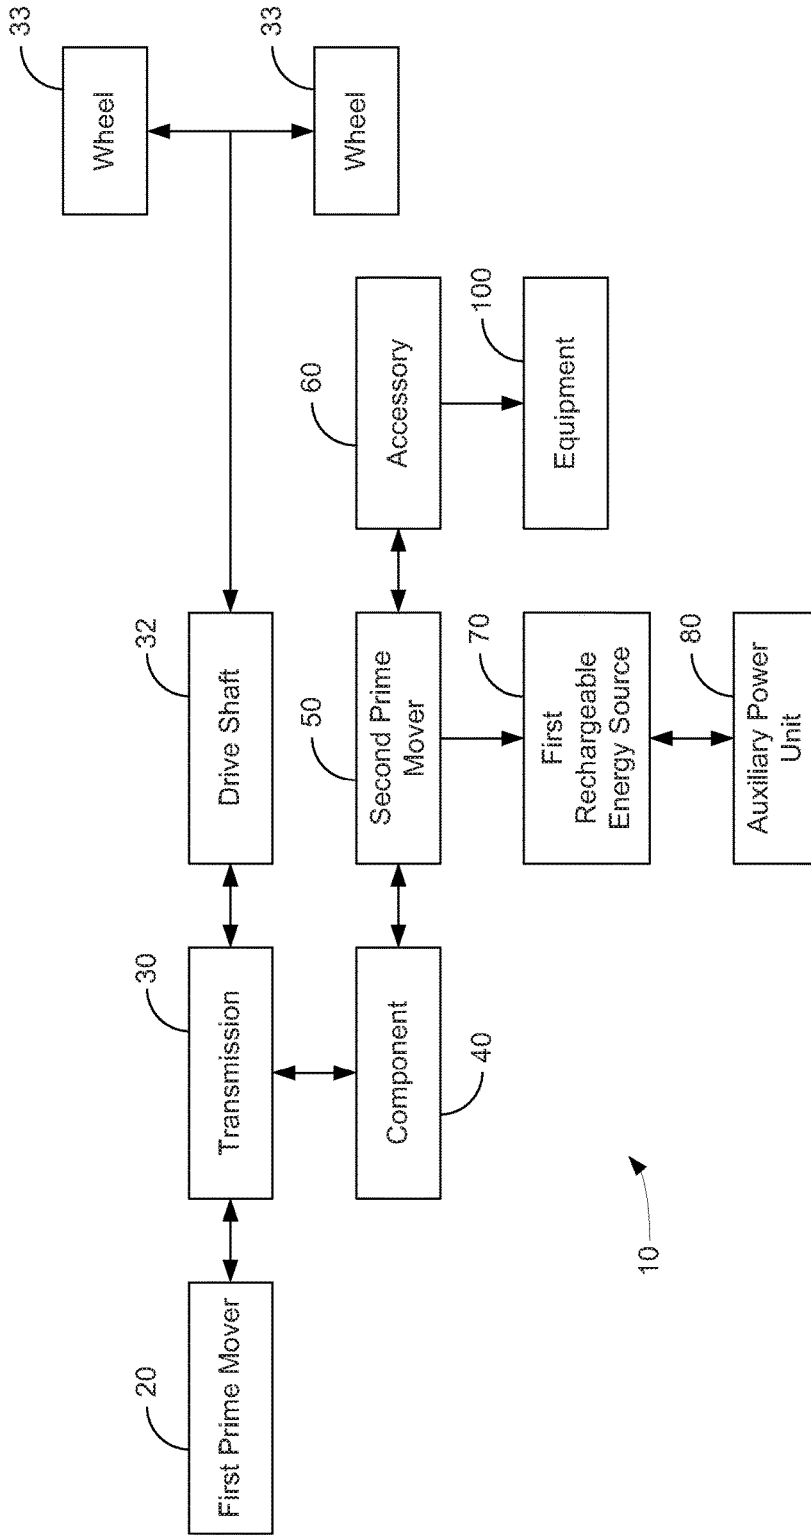 20
First Prime Mover
30
Transmission
32
Drive Shaft
33
Wheel
33
Wheel
40
Component
50
Second Prime
Mover
60
Accessory
70
First
Rechargeable
Energy Source
100
Equipment
80
Auxiliary Power
Unit
10